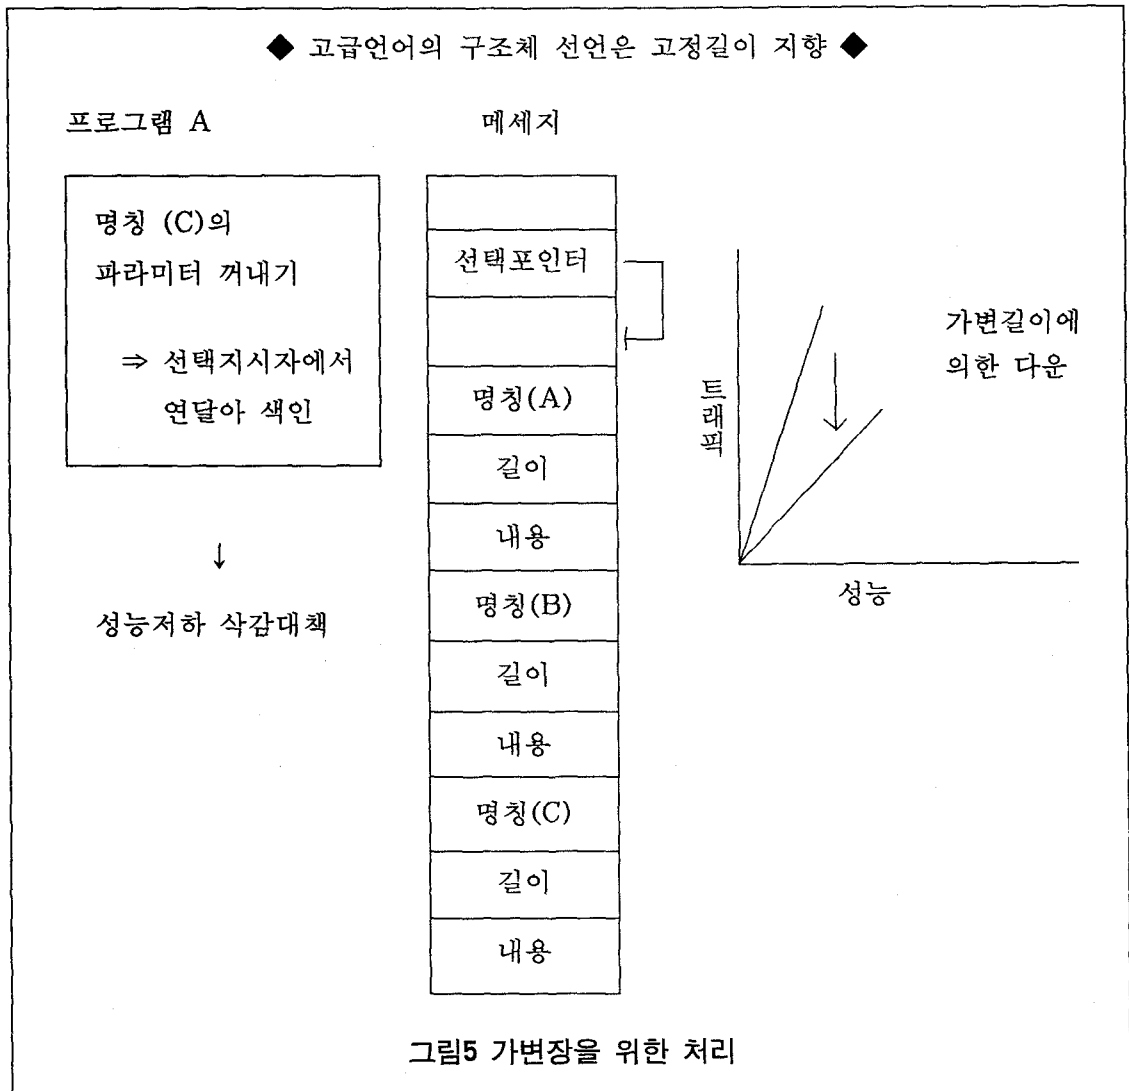 ◆ 고급언어의 구조체 선언은 고정길이 지향 ◆
프로그램 A
명칭 (C)의
파라미터 꺼내기
⇒ 선택지시자에서
연달아 색인
↓
성능저하 삭감대책
메세지
선택포인터
명칭(A)
길이
내용
명칭(B)
길이
내용
명칭(C)
길이
내용
트래픽
가변길이에
의한 다운
성능
그림5 가변장을 위한 처리